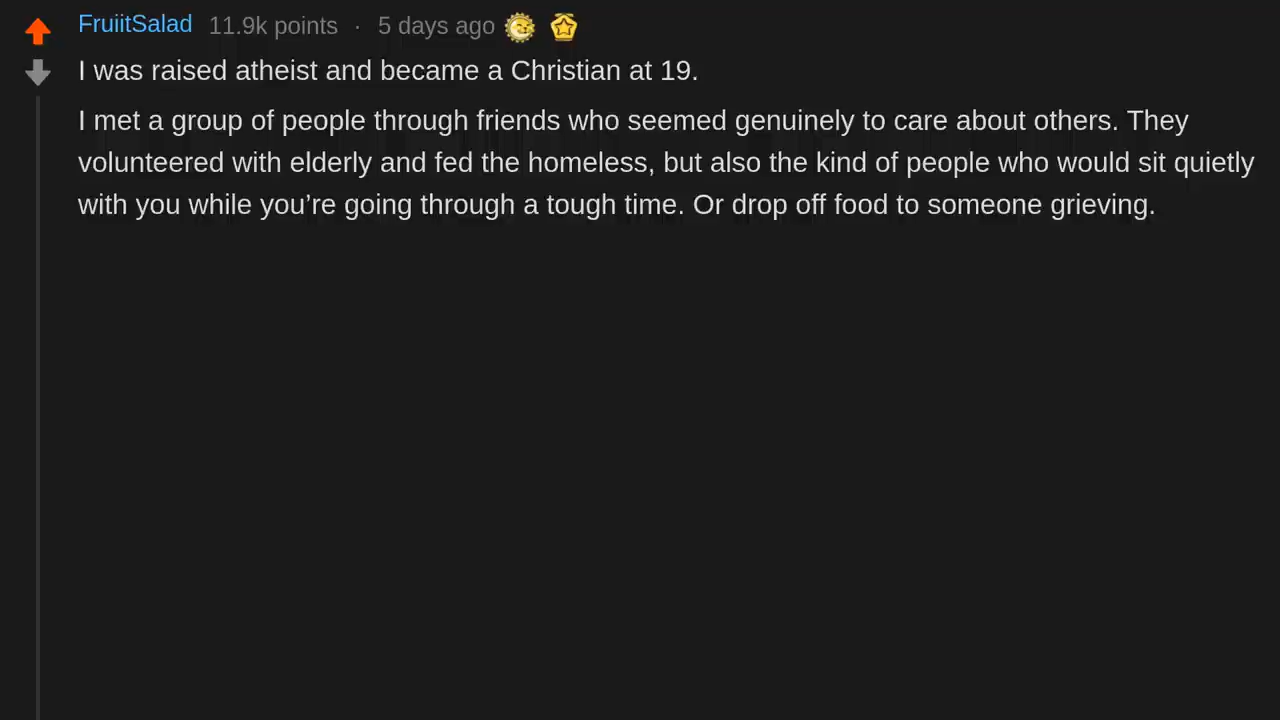 FruiitSalad 11.9k points · 5 days ago
I was raised atheist and became a Christian at 19.
I met a group of people through friends who seemed genuinely to care about others. They
volunteered with elderly and fed the homeless, but also the kind of people who would sit quietly
with you while you’re going through a tough time. Or drop off food to someone grieving.